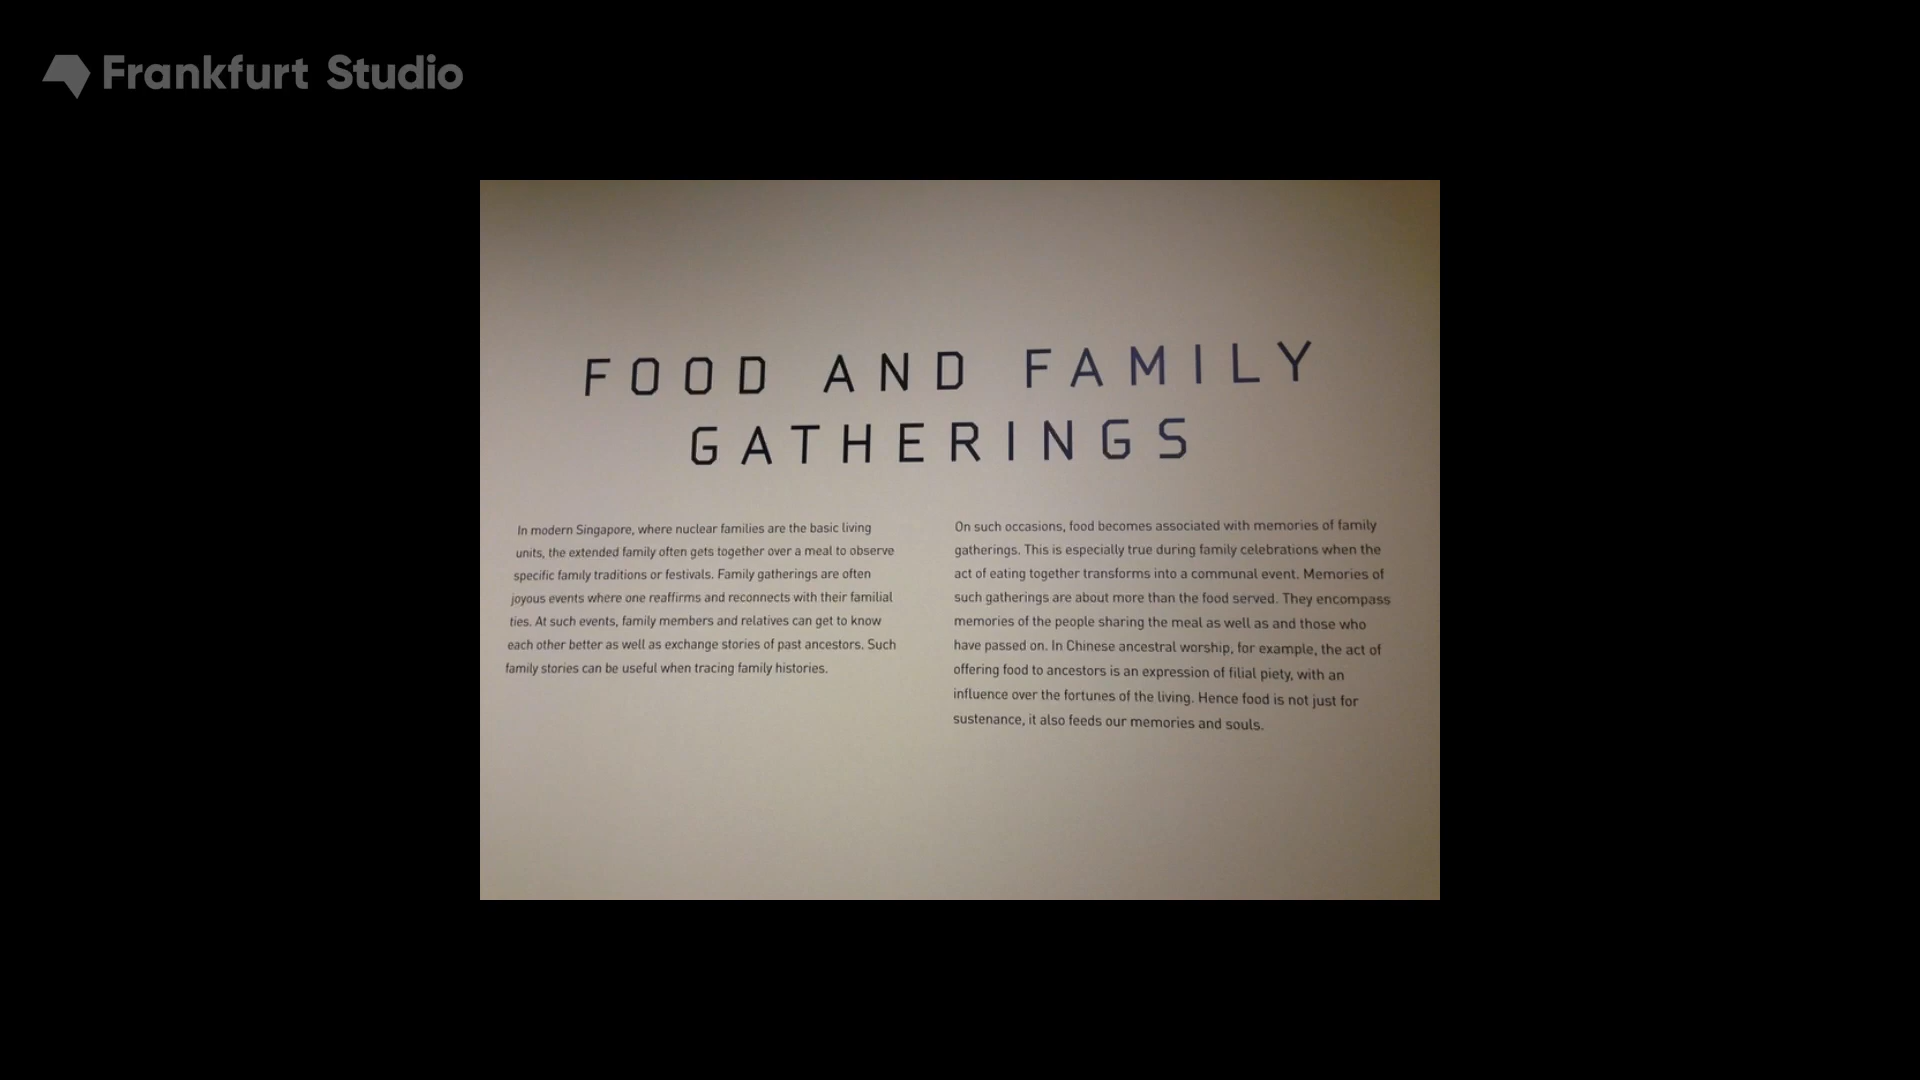 Frankfurt Studio
FOOD AND FAMILY
GATHERINGS
In modern Singapore, where nuclear families are the basic living
units, the extended family often gets together over a meal to observe
specific family traditions or festivals. Family gatherings are often
joyous events where one reaffirms and reconnects with their familial
ties. At such events, family members and relatives can get to know
each other better as well as exchange stories of past ancestors. Such
family stories can be useful when tracing family histories.
On such occasions, food becomes associated with memories of family
gatherings. This is especially true during family celebrations when the
act of eating together transforms into a communal event. Memories of
such gatherings are about more than the food served. They encompass
memories of the people sharing the meal as well as and those who
have passed on. In Chinese ancestral worship, for example, the act of
offering food to ancestors is an expression of filial piety, with an
influence over the fortunes of the living. Hence food is not just for
sustenance, it also feeds our memories and souls.